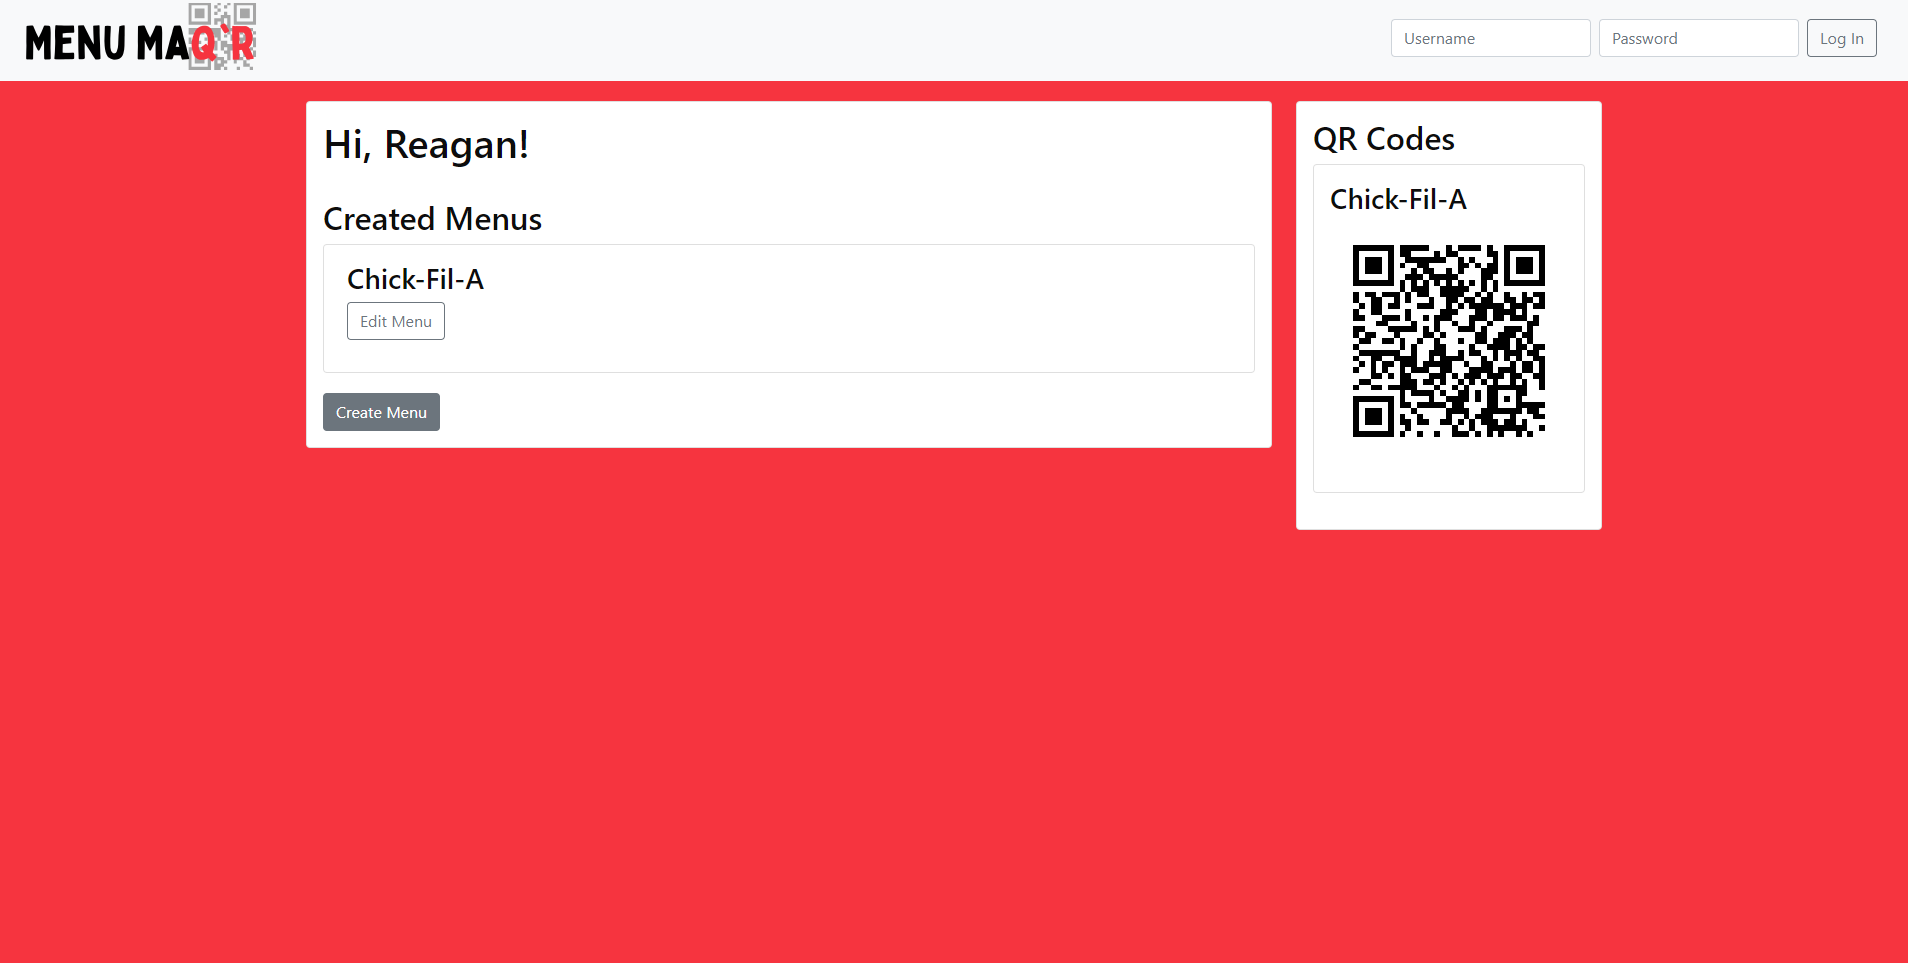 MENU MAQ'R
Username
Password
Log In
Hi, Reagan!
Created Menus
Chick-Fil-A
Edit Menu
Create Menu
QR Codes
Chick-Fil-A